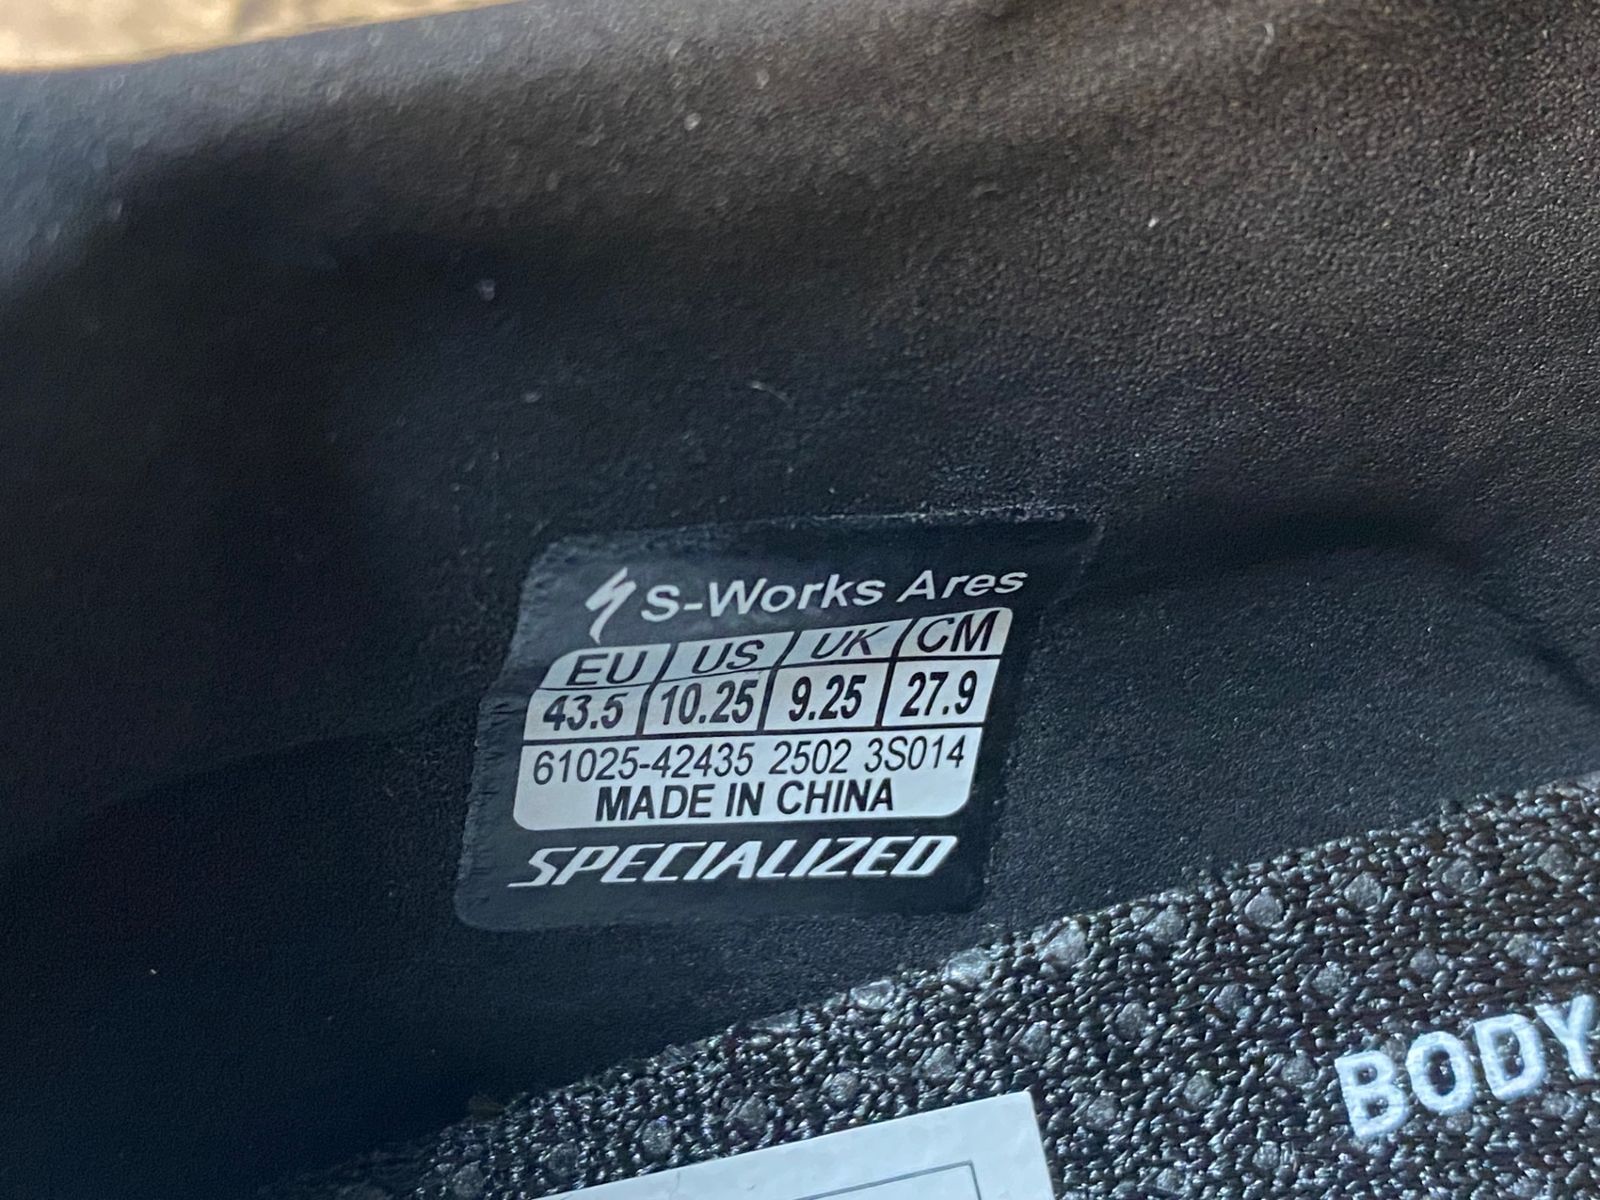 S-Works Ares
EU US UK CM
43.5 10.25 9.25 27.9
61025-42435 2502 3S014
MADE IN CHINA
SPECIALIZED
BODY